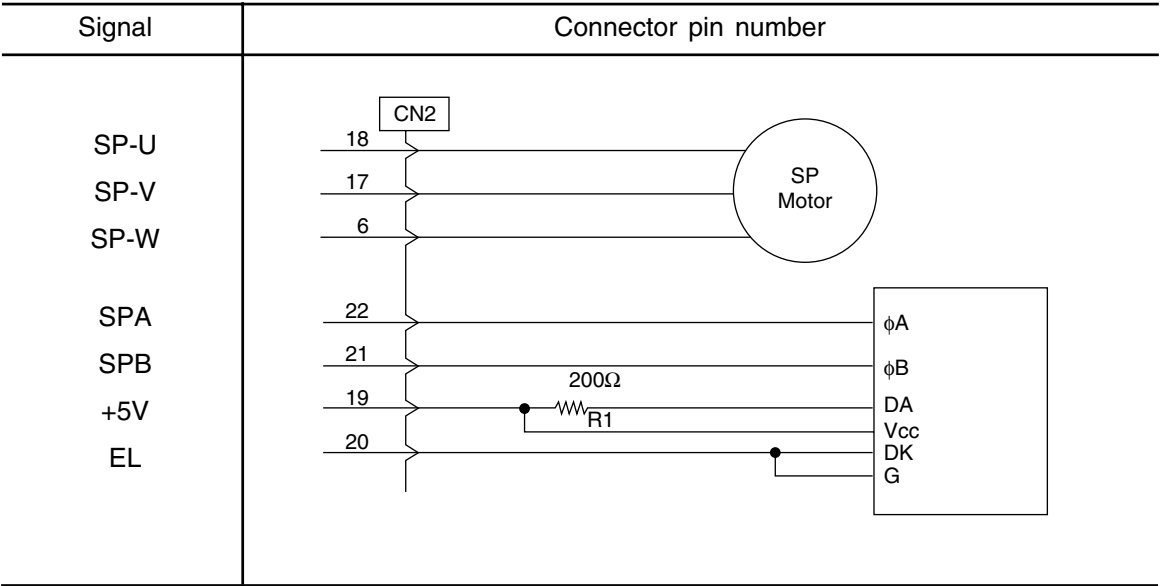 Signal Connector pin number
CN2
SP-U 18
SP-V 17
SP-W 6
SP
Motor
SPA 22 ϕA
SPB 21 ϕB
200Ω
+5V 19 DA
R1
Vcc
EL 20 DK
G